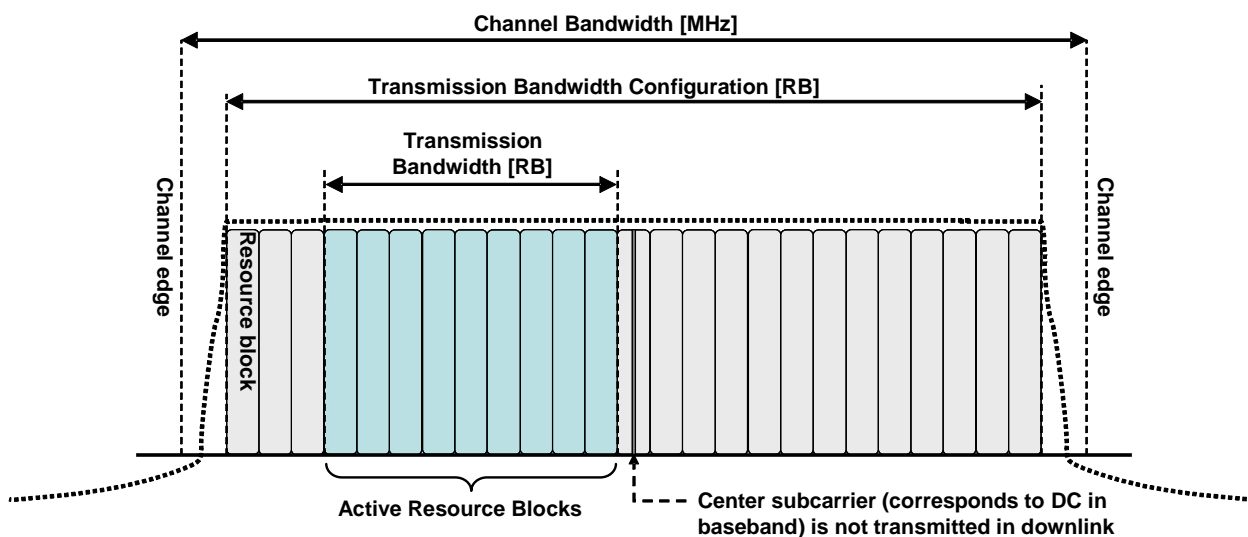 Channel Bandwidth [MHz]
Transmission Bandwidth Configuration [RB]
Transmission
Bandwidth [RB]
Channel edge
Channel edge
Resource block
Active Resource Blocks
Center subcarrier (corresponds to DC in
baseband) is not transmitted in downlink